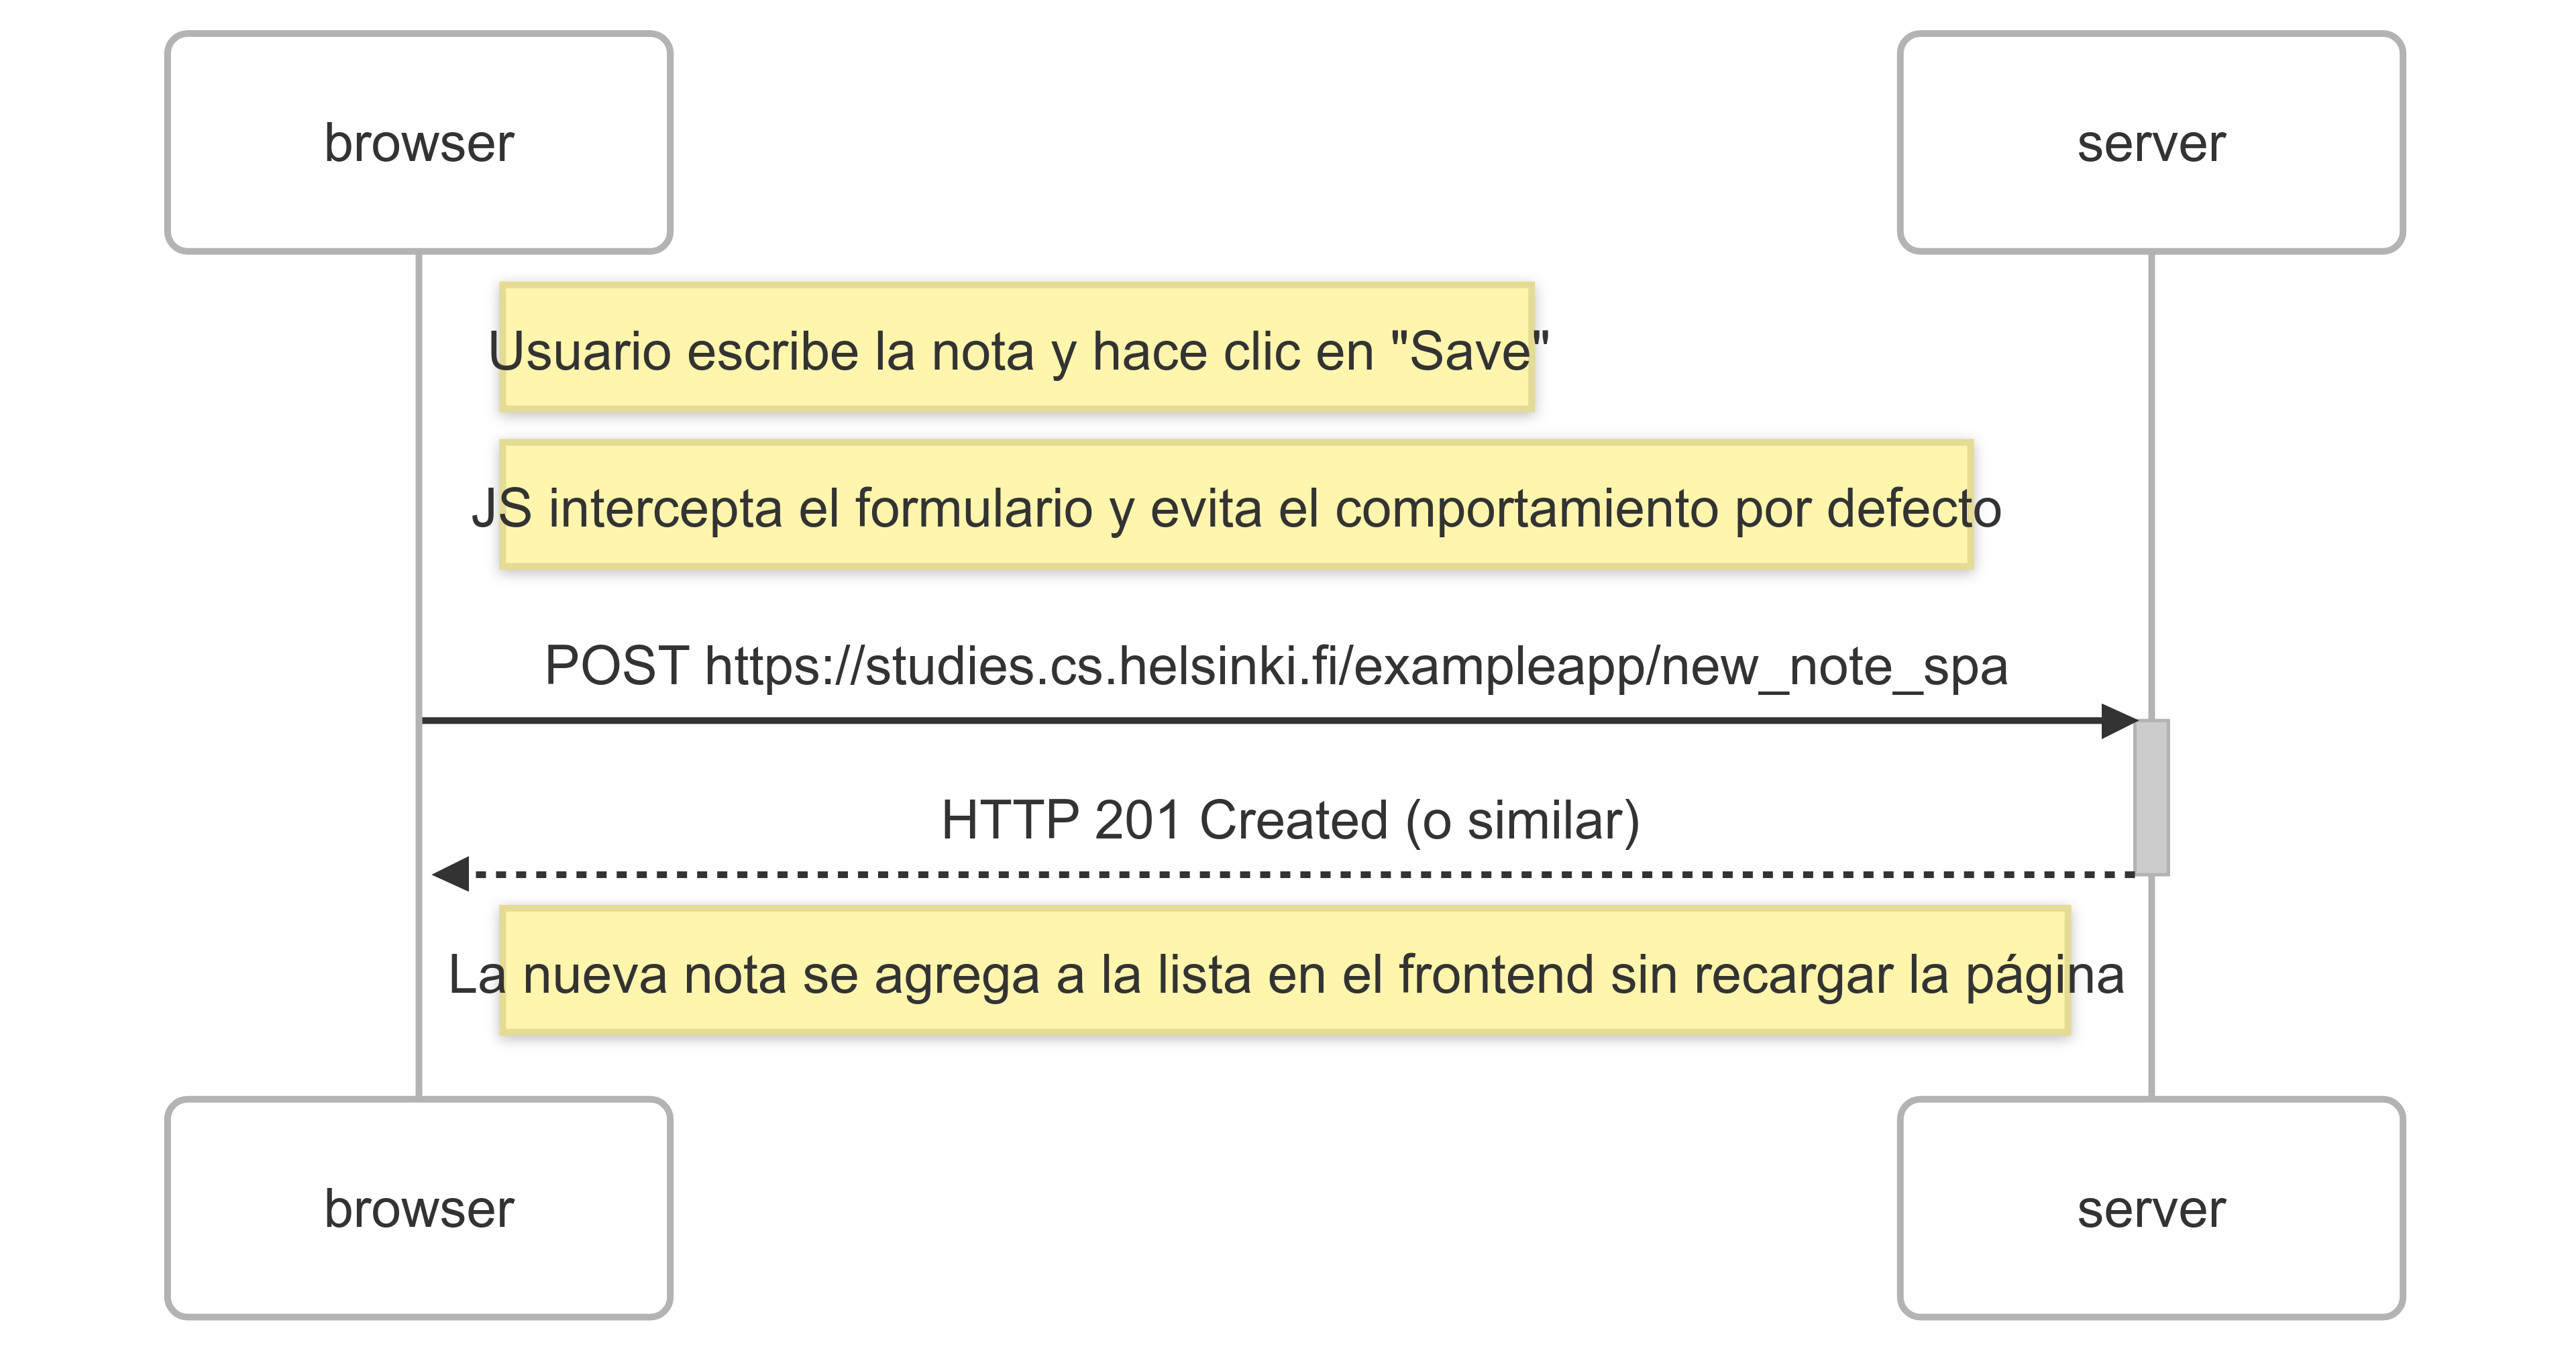 browser
server
Usuario escribe la nota y hace clic en "Save"
JS intercepta el formulario y evita el comportamiento por defecto
POST https://studies.cs.helsinki.fi/exampleapp/new_note_spa
HTTP 201 Created (o similar)
La nueva nota se agrega a la lista en el frontend sin recargar la página
browser
server